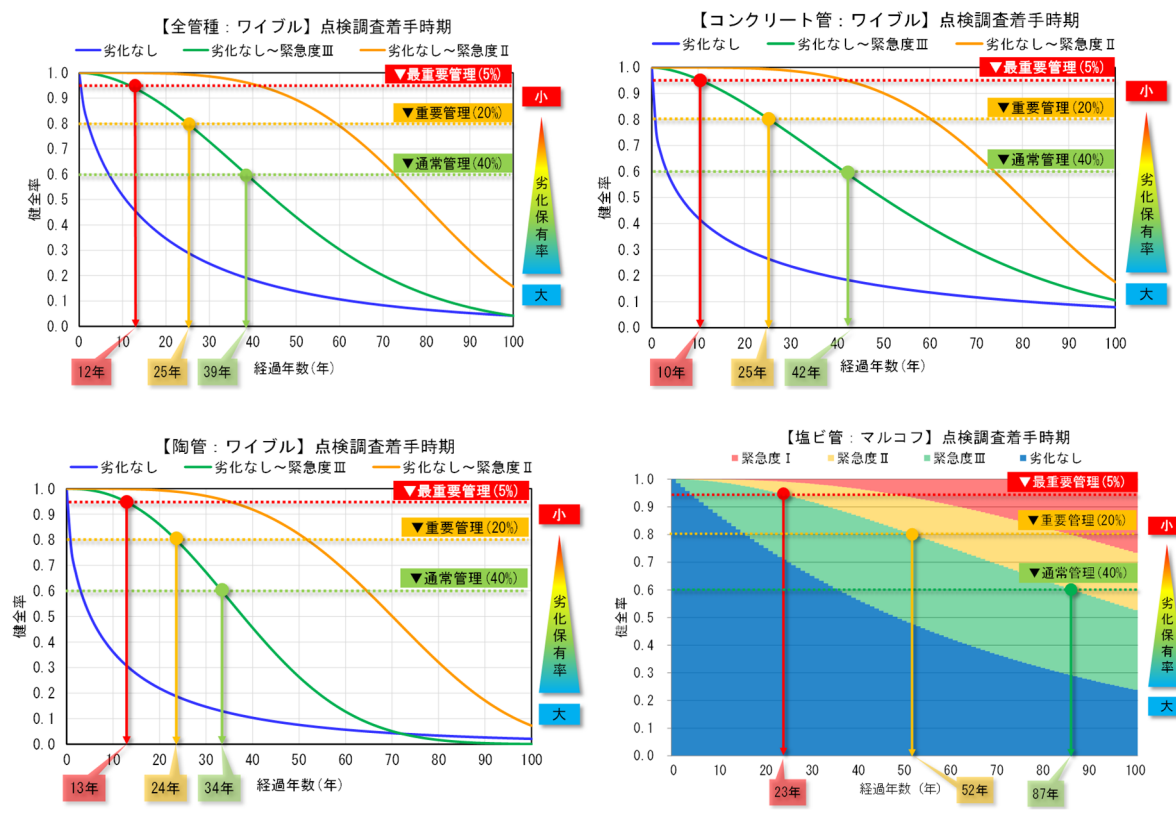 【全管種：ワイブル】点検調査着手時期
劣化なし 劣化なし～緊急度Ⅲ 劣化なし～緊急度Ⅱ
1.0
0.9
0.8
0.7
0.6
0.5
0.4
0.3
0.2
0.1
0.0
健全率
▼最重要管理(5%)
▼重要管理(20%)
▼通常管理(40%)
小
劣化保有率
大
0 10 20 30 40 50 60 70 80 90 100
経過年数(年)
12年 25年 39年
【コンクリート管：ワイブル】点検調査着手時期
劣化なし 劣化なし～緊急度Ⅲ 劣化なし～緊急度Ⅱ
1.0
0.9
0.8
0.7
0.6
0.5
0.4
0.3
0.2
0.1
0.0
健全率
▼最重要管理(5%)
▼重要管理(20%)
▼通常管理(40%)
小
劣化保有率
大
0 10 20 30 40 50 60 70 80 90 100
経過年数(年)
10年 25年 42年
【陶管：ワイブル】点検調査着手時期
劣化なし 劣化なし～緊急度Ⅲ 劣化なし～緊急度Ⅱ
1.0
0.9
0.8
0.7
0.6
0.5
0.4
0.3
0.2
0.1
0.0
健全率
▼最重要管理(5%)
▼重要管理(20%)
▼通常管理(40%)
小
劣化保有率
大
0 10 20 30 40 50 60 70 80 90 100
経過年数(年)
13年 24年 34年
【塩ビ管：マルコフ】点検調査着手時期
緊急度Ⅰ 緊急度Ⅱ 緊急度Ⅲ 劣化なし
1.0
0.9
0.8
0.7
0.6
0.5
0.4
0.3
0.2
0.1
0.0
健全率
▼最重要管理(5%)
▼重要管理(20%)
▼通常管理(40%)
小
劣化保有率
大
0 10 20 30 40 50 60 70 80 90 100
経過年数(年)
23年 52年 87年